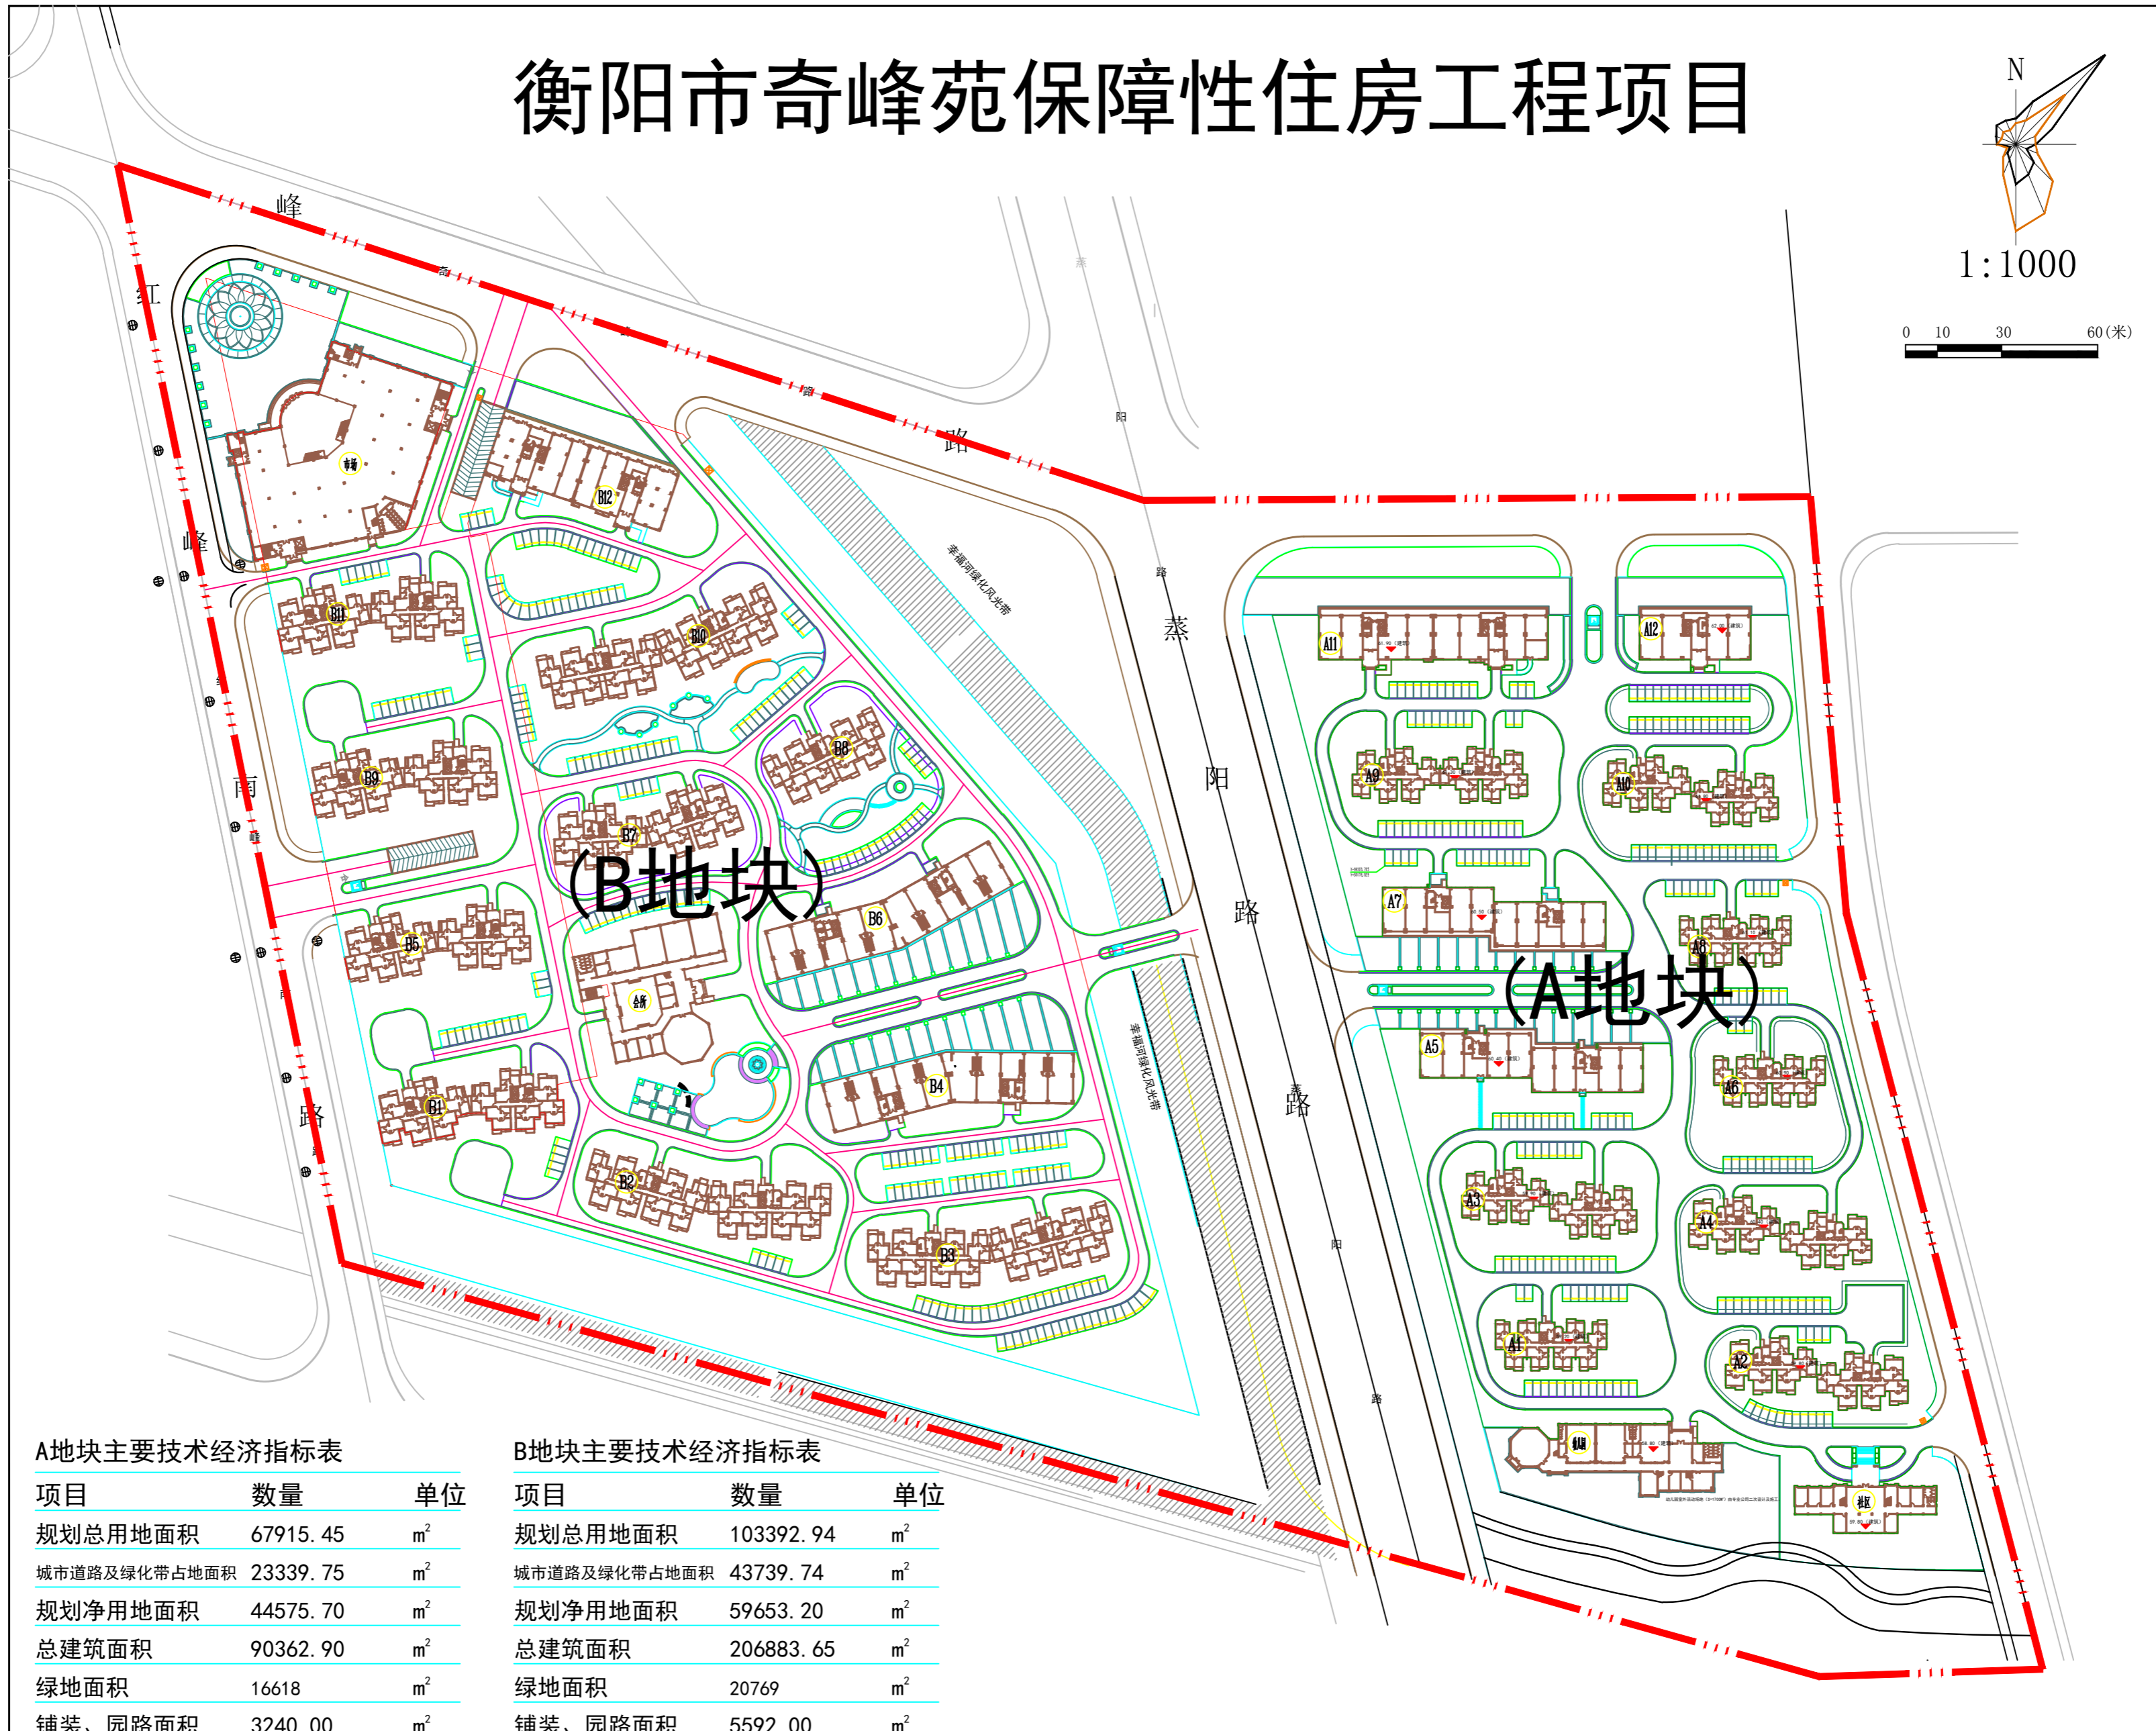 衡阳市奇峰苑保障性住房工程项目
N
1:1000
0 10 30 60(米)
峰
红
路
峰
南
路
蒸
阳
路
路
蒸
阳
路
阳
路
蒸
幸福河绿化风光带
幸福河绿化风光带
市场
B12
B11
B10
B9
B8
B7
(B地块)
B6
B5
会所
B4
B1
B2
B3
A11
A12
A9
A10
A7
A8
(A地块)
A5
A6
A3
A4
A1
A2
社区
A地块主要技术经济指标表
项目 数量 单位
规划总用地面积 67915.45 m²
城市道路及绿化带占地面积 23339.75 m²
规划净用地面积 44575.70 m²
总建筑面积 90362.90 m²
绿地面积 16618 m²
铺装、园路面积 3240.00 m²
B地块主要技术经济指标表
项目 数量 单位
规划总用地面积 103392.94 m²
城市道路及绿化带占地面积 43739.74 m²
规划净用地面积 59653.20 m²
总建筑面积 206883.65 m²
绿地面积 20769 m²
铺装、园路面积 5592.00 m²